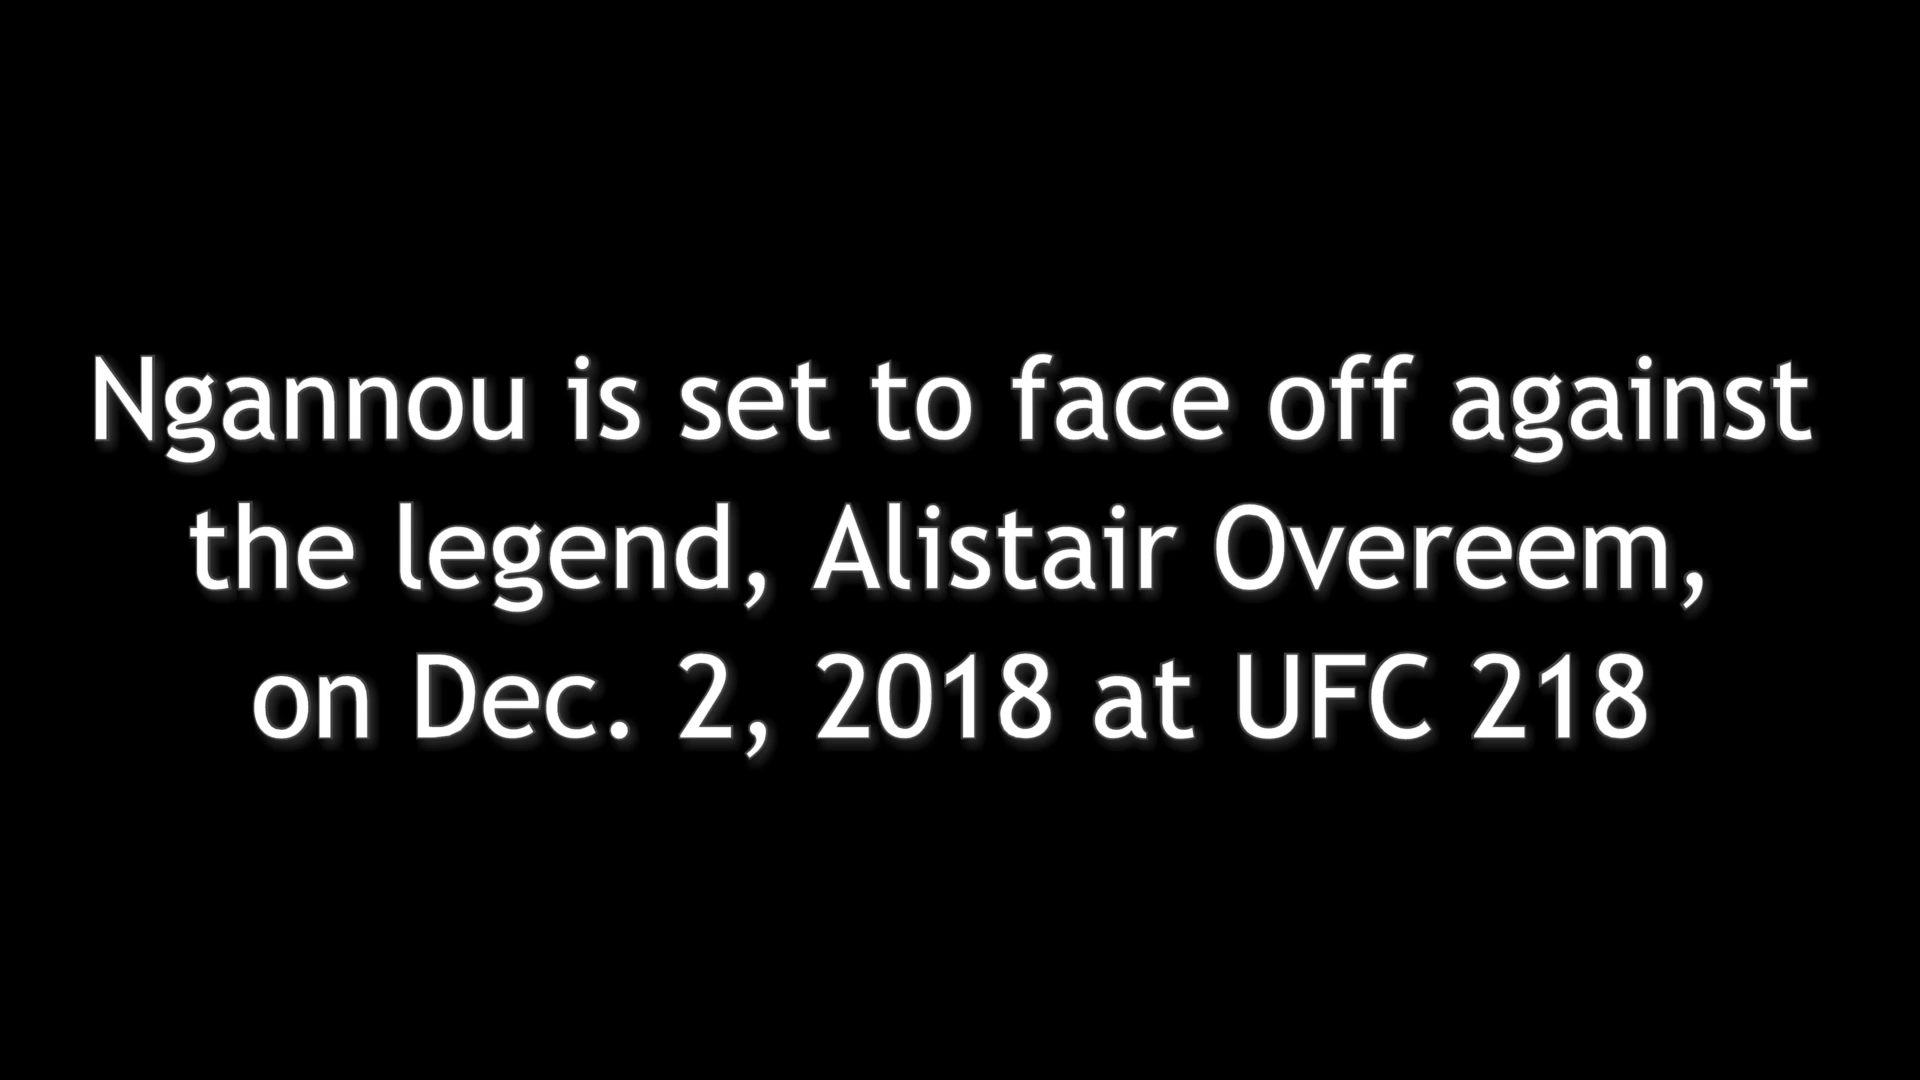 Ngannou is set to face off against
the legend, Alistair Overeem,
on Dec. 2, 2018 at UFC 218